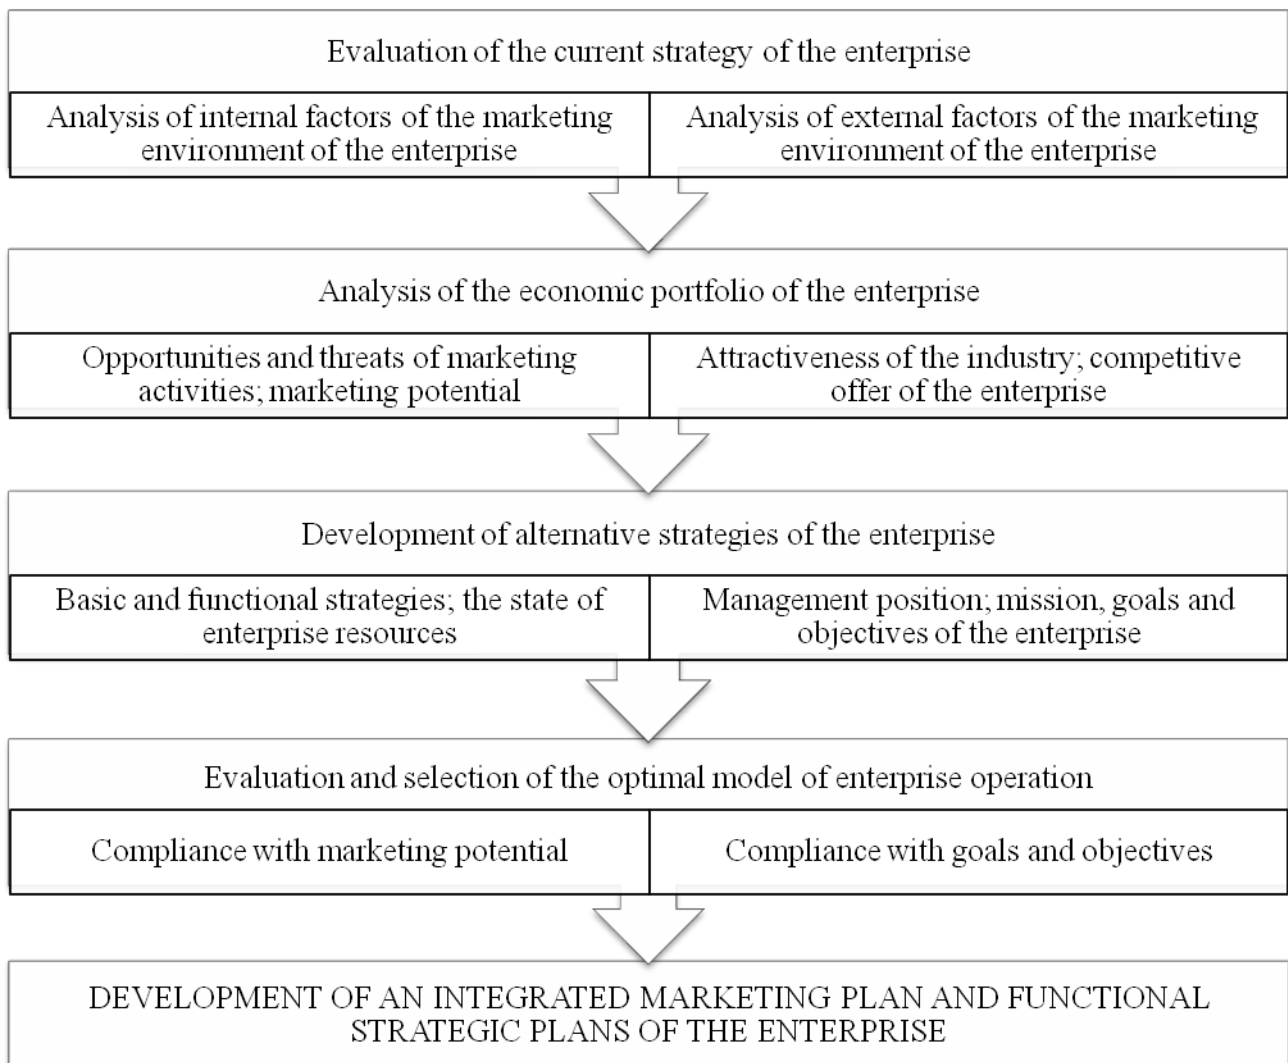 Evaluation of the current strategy of the enterprise
Analysis of internal factors of the marketing
environment of the enterprise
Analysis of external factors of the marketing
environment of the enterprise
Analysis of the economic portfolio of the enterprise
Opportunities and threats of marketing
activities; marketing potential
Attractiveness of the industry; competitive
offer of the enterprise
Development of alternative strategies of the enterprise
Basic and functional strategies; the state of
enterprise resources
Management position; mission, goals and
objectives of the enterprise
Evaluation and selection of the optimal model of enterprise operation
Compliance with marketing potential
Compliance with goals and objectives
DEVELOPMENT OF AN INTEGRATED MARKETING PLAN AND FUNCTIONAL
STRATEGIC PLANS OF THE ENTERPRISE